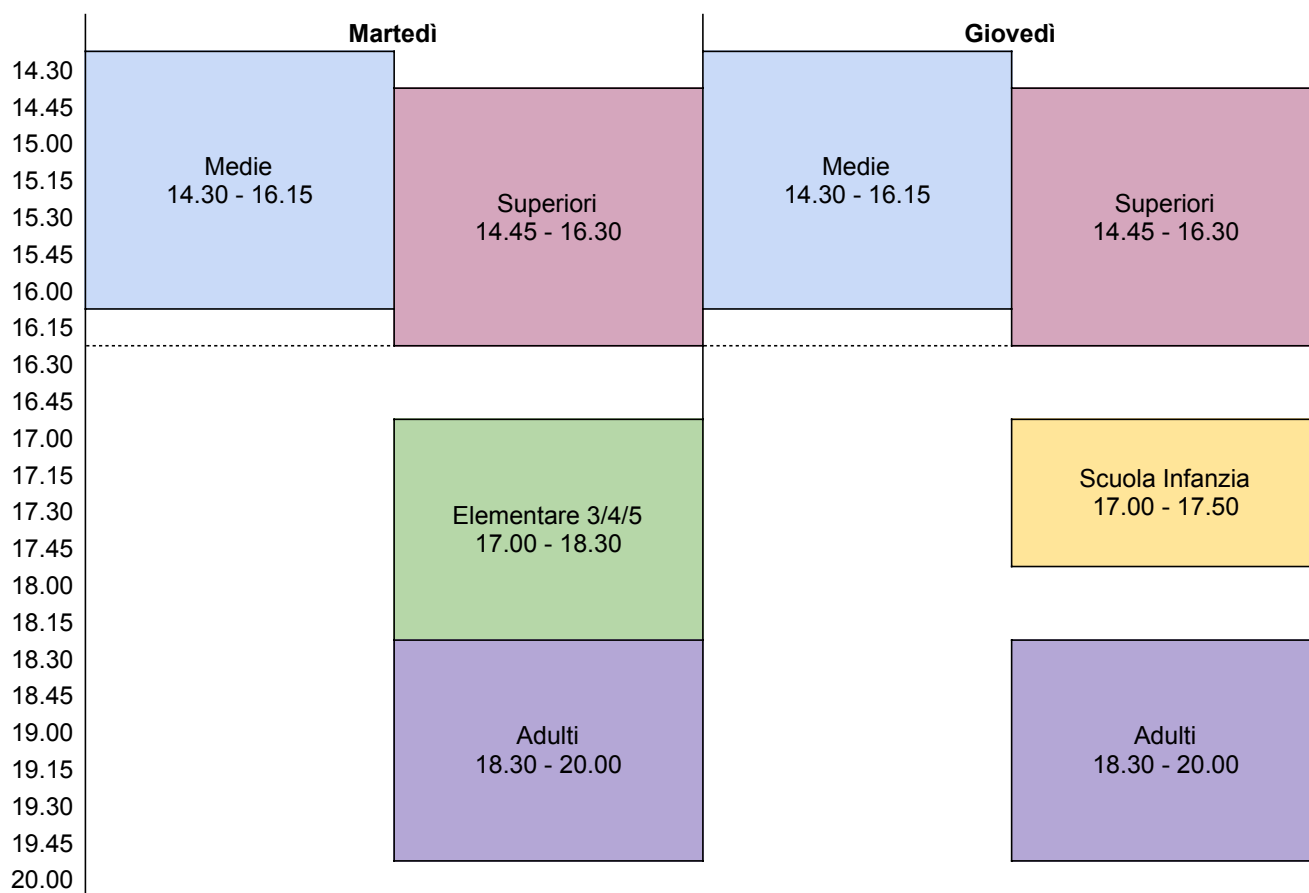 Martedì
Giovedì
14.30
14.45
15.00
15.15
15.30
15.45
16.00
16.15
16.30
16.45
17.00
17.15
17.30
17.45
18.00
18.15
18.30
18.45
19.00
19.15
19.30
19.45
20.00
Medie
14.30 - 16.15
Superiori
14.45 - 16.30
Elementare 3/4/5
17.00 - 18.30
Adulti
18.30 - 20.00
Medie
14.30 - 16.15
Superiori
14.45 - 16.30
Scuola Infanzia
17.00 - 17.50
Adulti
18.30 - 20.00